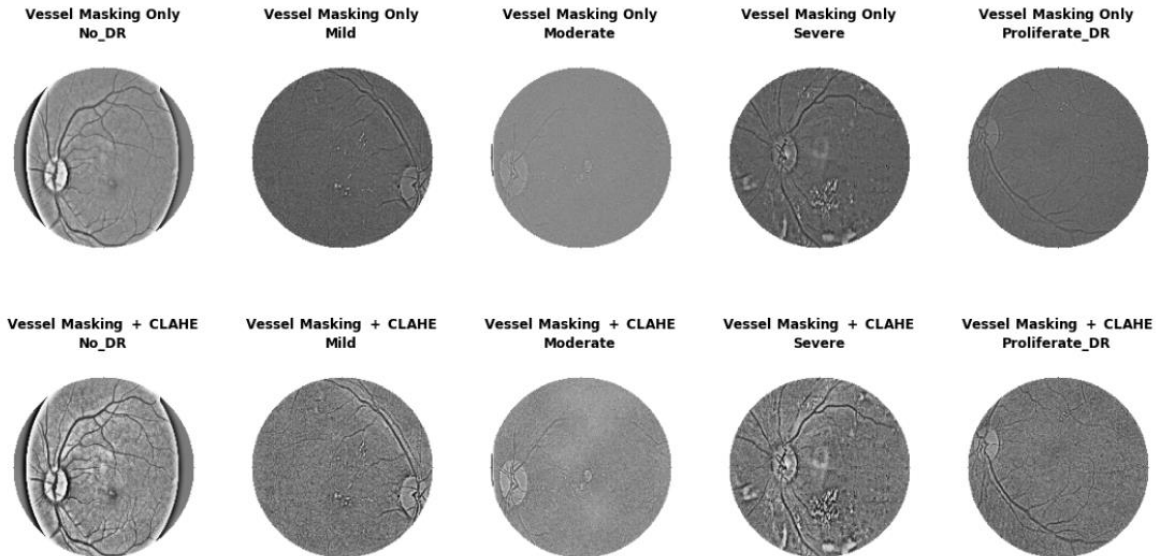 Vessel Masking Only
No_DR
Vessel Masking Only
Mild
Vessel Masking Only
Moderate
Vessel Masking Only
Severe
Vessel Masking Only
Proliferate_DR
Vessel Masking + CLAHE
No_DR
Vessel Masking + CLAHE
Mild
Vessel Masking + CLAHE
Moderate
Vessel Masking + CLAHE
Severe
Vessel Masking + CLAHE
Proliferate_DR